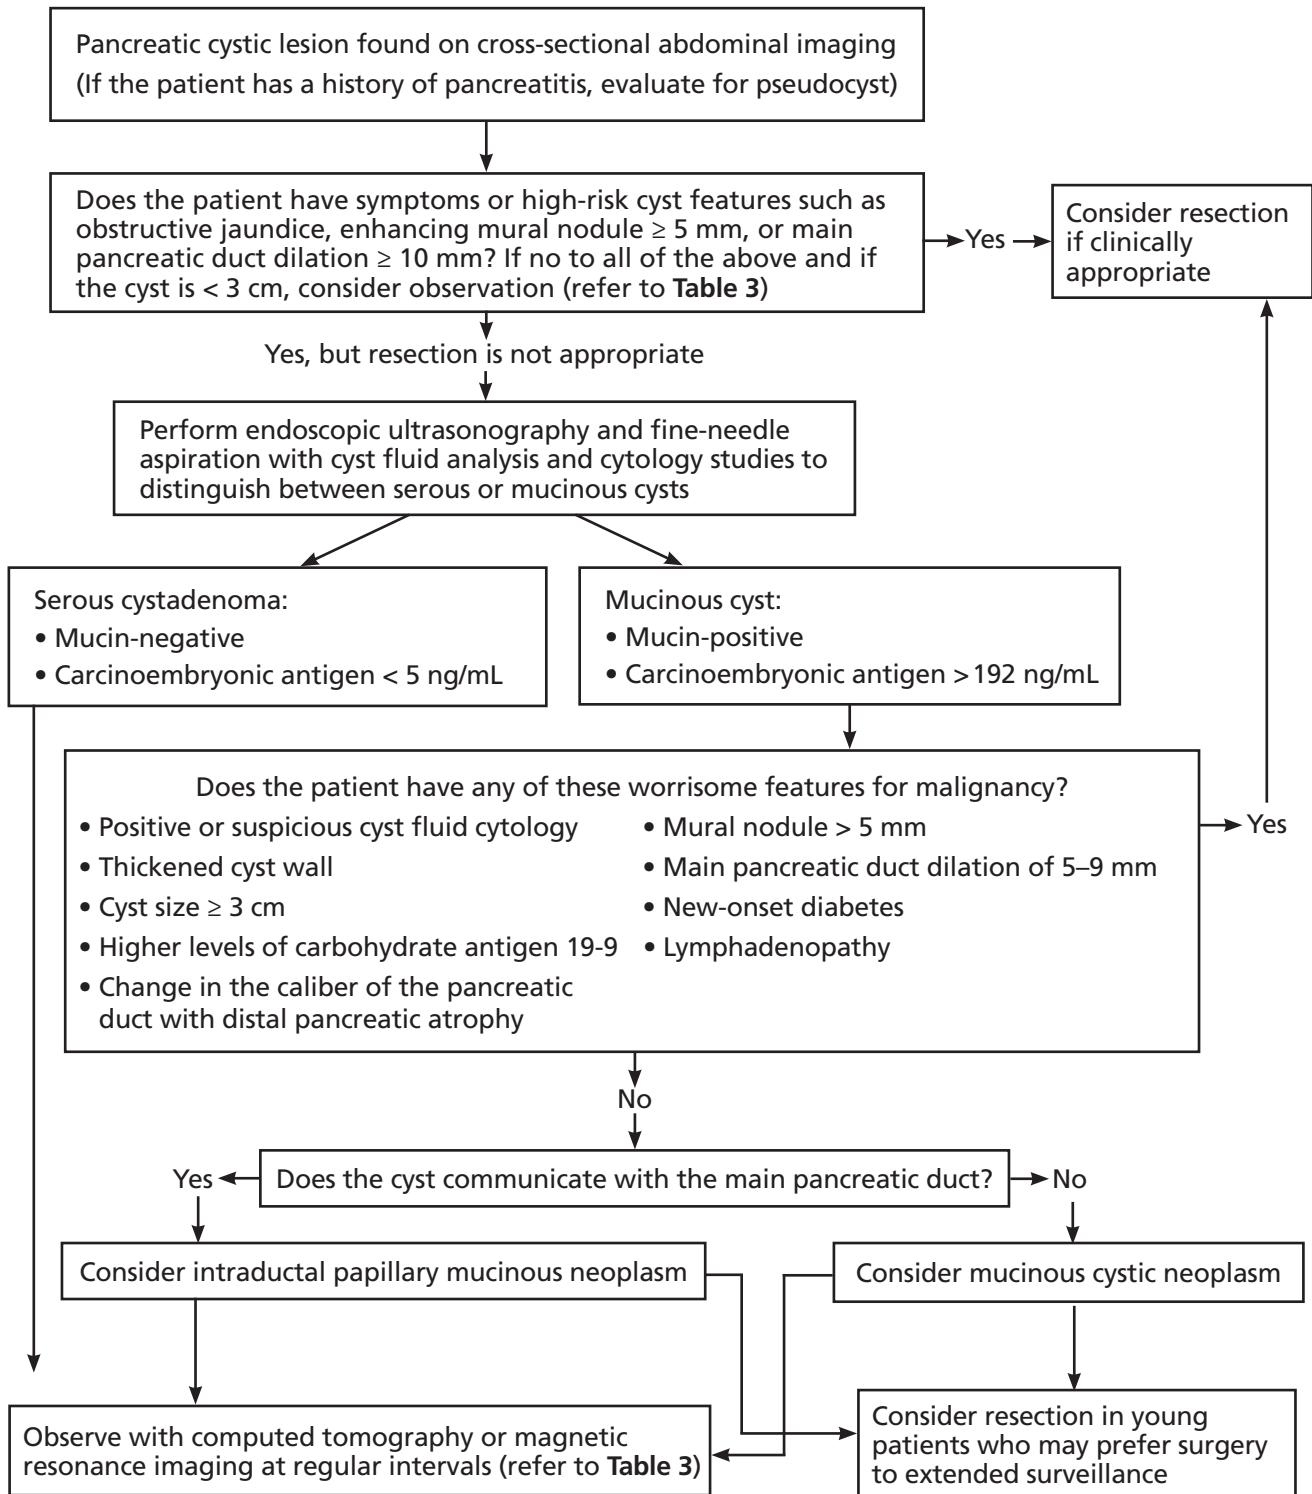 Pancreatic cystic lesion found on cross-sectional abdominal imaging
(If the patient has a history of pancreatitis, evaluate for pseudocyst)
Does the patient have symptoms or high-risk cyst features such as
obstructive jaundice, enhancing mural nodule ≥ 5 mm, or main
pancreatic duct dilation ≥ 10 mm? If no to all of the above and if
the cyst is < 3 cm, consider observation (refer to Table 3)
Yes
Consider resection
if clinically
appropriate
Yes, but resection is not appropriate
Perform endoscopic ultrasonography and fine-needle
aspiration with cyst fluid analysis and cytology studies to
distinguish between serous or mucinous cysts
Serous cystadenoma:
• Mucin-negative
• Carcinoembryonic antigen < 5 ng/mL
Mucinous cyst:
• Mucin-positive
• Carcinoembryonic antigen > 192 ng/mL
Does the patient have any of these worrisome features for malignancy?
• Positive or suspicious cyst fluid cytology
• Thickened cyst wall
• Cyst size ≥ 3 cm
• Higher levels of carbohydrate antigen 19-9
• Change in the caliber of the pancreatic
duct with distal pancreatic atrophy
• Mural nodule > 5 mm
• Main pancreatic duct dilation of 5–9 mm
• New-onset diabetes
• Lymphadenopathy
Yes
No
Yes
Does the cyst communicate with the main pancreatic duct?
No
Consider intraductal papillary mucinous neoplasm
Consider mucinous cystic neoplasm
Observe with computed tomography or magnetic
resonance imaging at regular intervals (refer to Table 3)
Consider resection in young
patients who may prefer surgery
to extended surveillance